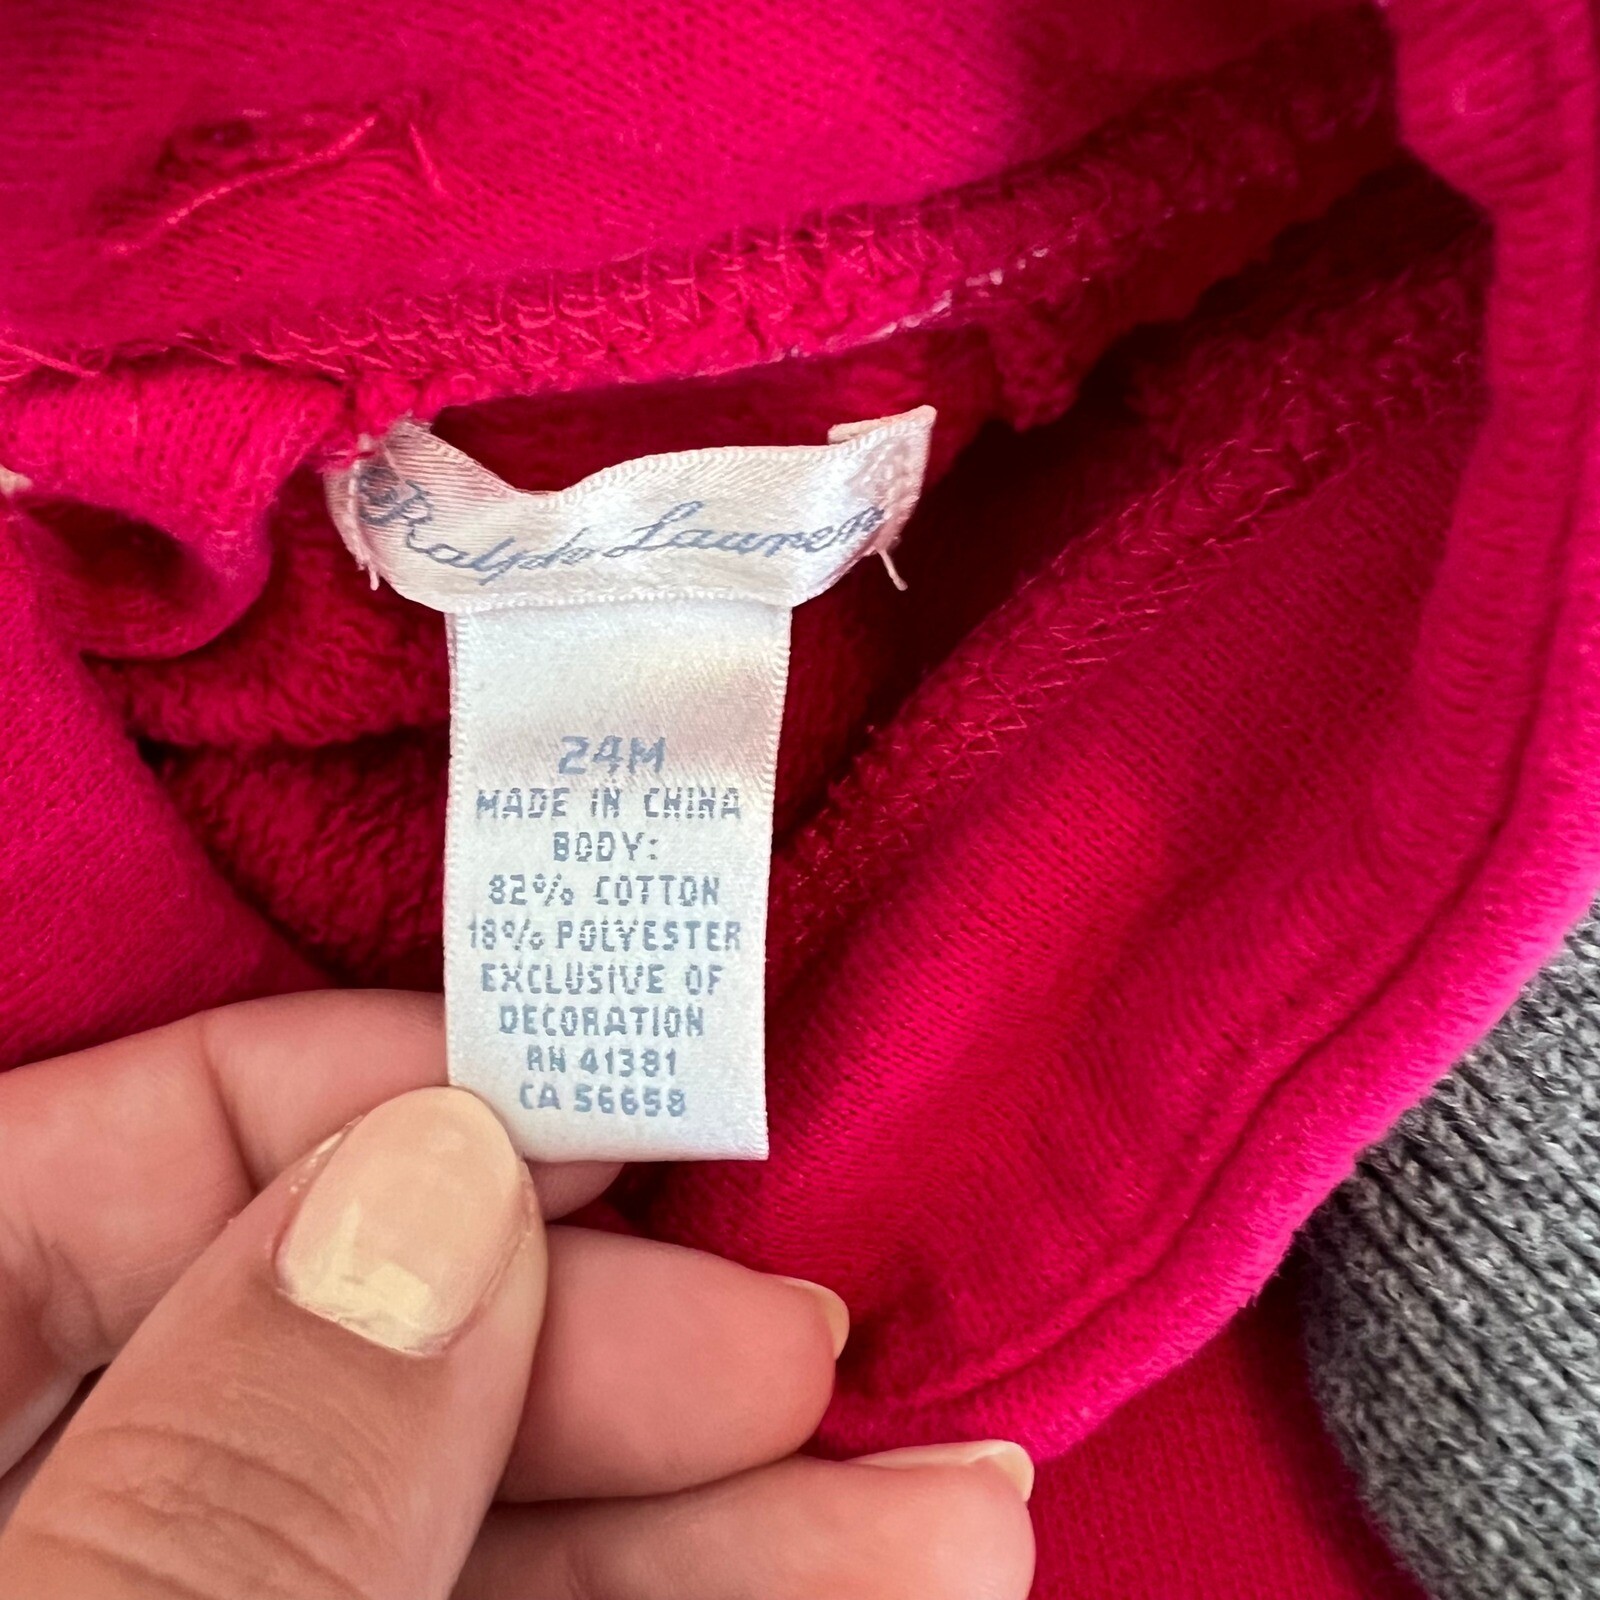 Ralph Lauren
24M
MADE IN CHINA
BODY:
82% COTTON
18% POLYESTER
EXCLUSIVE OF
DECORATION
RN 41381
CA 56658